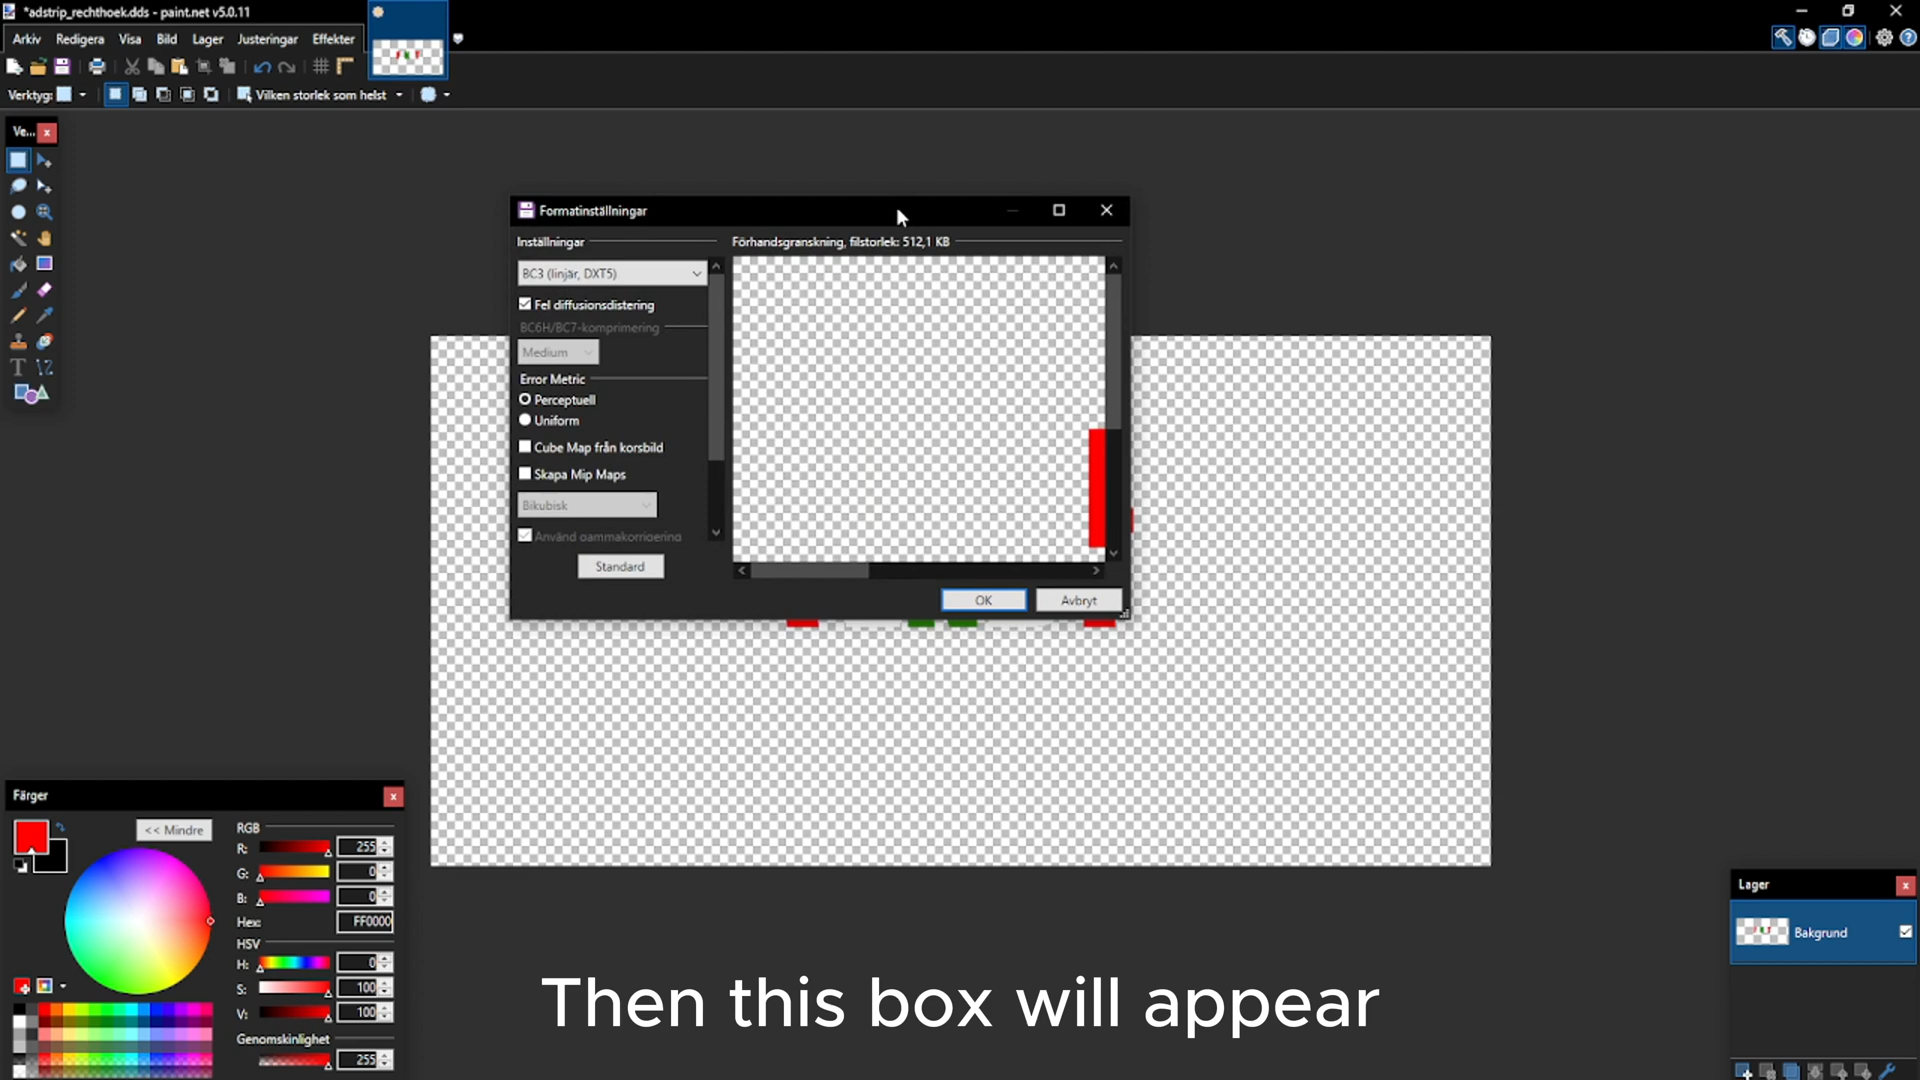 *adstrip_rechthoek.dds - paint.net v5.0.11
Arkiv Redigera Visa Bild Lager Justeringar Effekter
Verktyg: Vilken storlek som helst
Ve...
Formatinställningar
Inställningar
Förhandsgranskning, filstorlek: 512,1 KB
BC3 (linjär, DXT5)
Fel diffusionsdistering
BC6H/BC7-komprimering
Medium
Error Metric
Perceptuell
Uniform
Cube Map från korsbild
Skapa Mip Maps
Bikubisk
Använd gammakorrigering
Standard
OK Avbryt
Färger
<< Mindre
RGB
R: 255
G: 0
B: 0
Hex: FF0000
HSV
H: 0
S: 100
V: 100
Genomskinlighet
255
Lager
Bakgrund
Then this box will appear